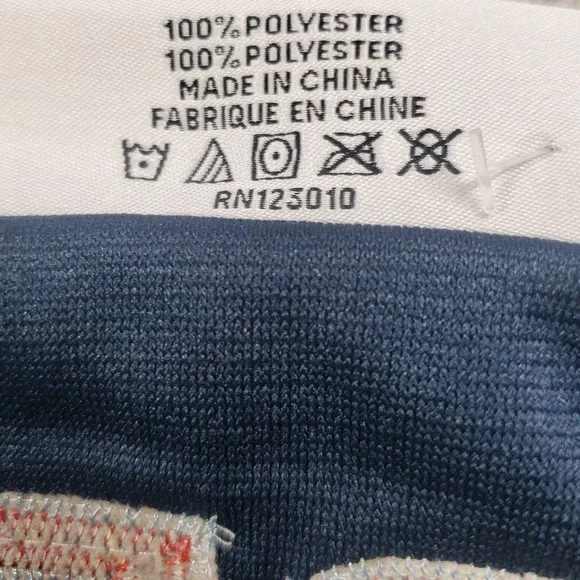 100% POLYESTER
100% POLYESTER
MADE IN CHINA
FABRIQUE EN CHINE
RN123010